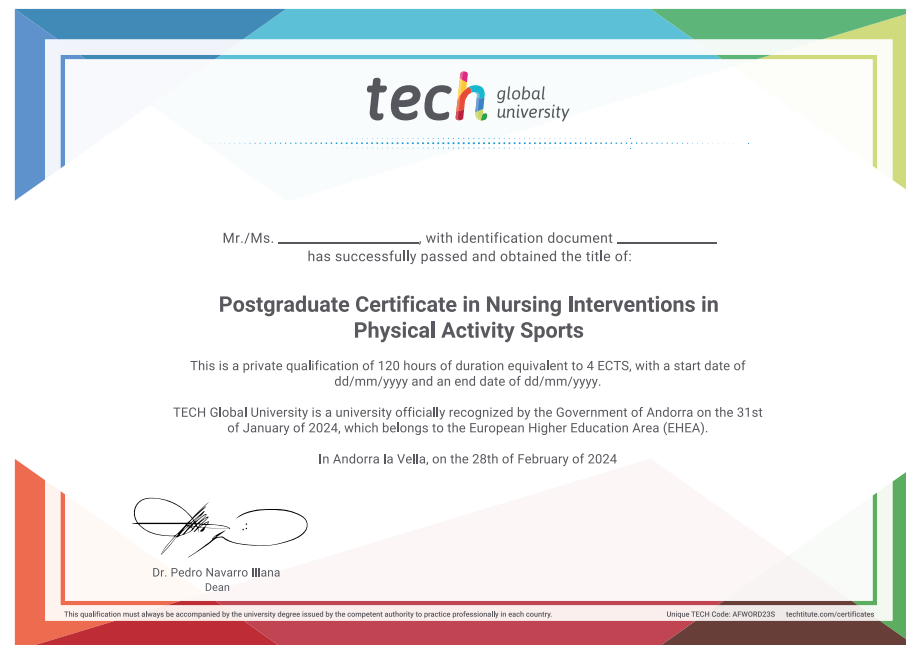 tech global university
Mr./Ms. ____________, with identification document ____________
has successfully passed and obtained the title of:
Postgraduate Certificate in Nursing Interventions in
Physical Activity Sports
This is a private qualification of 120 hours of duration equivalent to 4 ECTS, with a start date of
dd/mm/yyyy and an end date of dd/mm/yyyy.
TECH Global University is a university officially recognized by the Government of Andorra on the 31st
of January of 2024, which belongs to the European Higher Education Area (EHEA).
In Andorra la Vella, on the 28th of February of 2024
Dr. Pedro Navarro Illana
Dean
This qualification must always be accompanied by the university degree issued by the competent authority to practice professionally in each country. Unique TECH Code: AFWORD23S techtitute.com/certificates